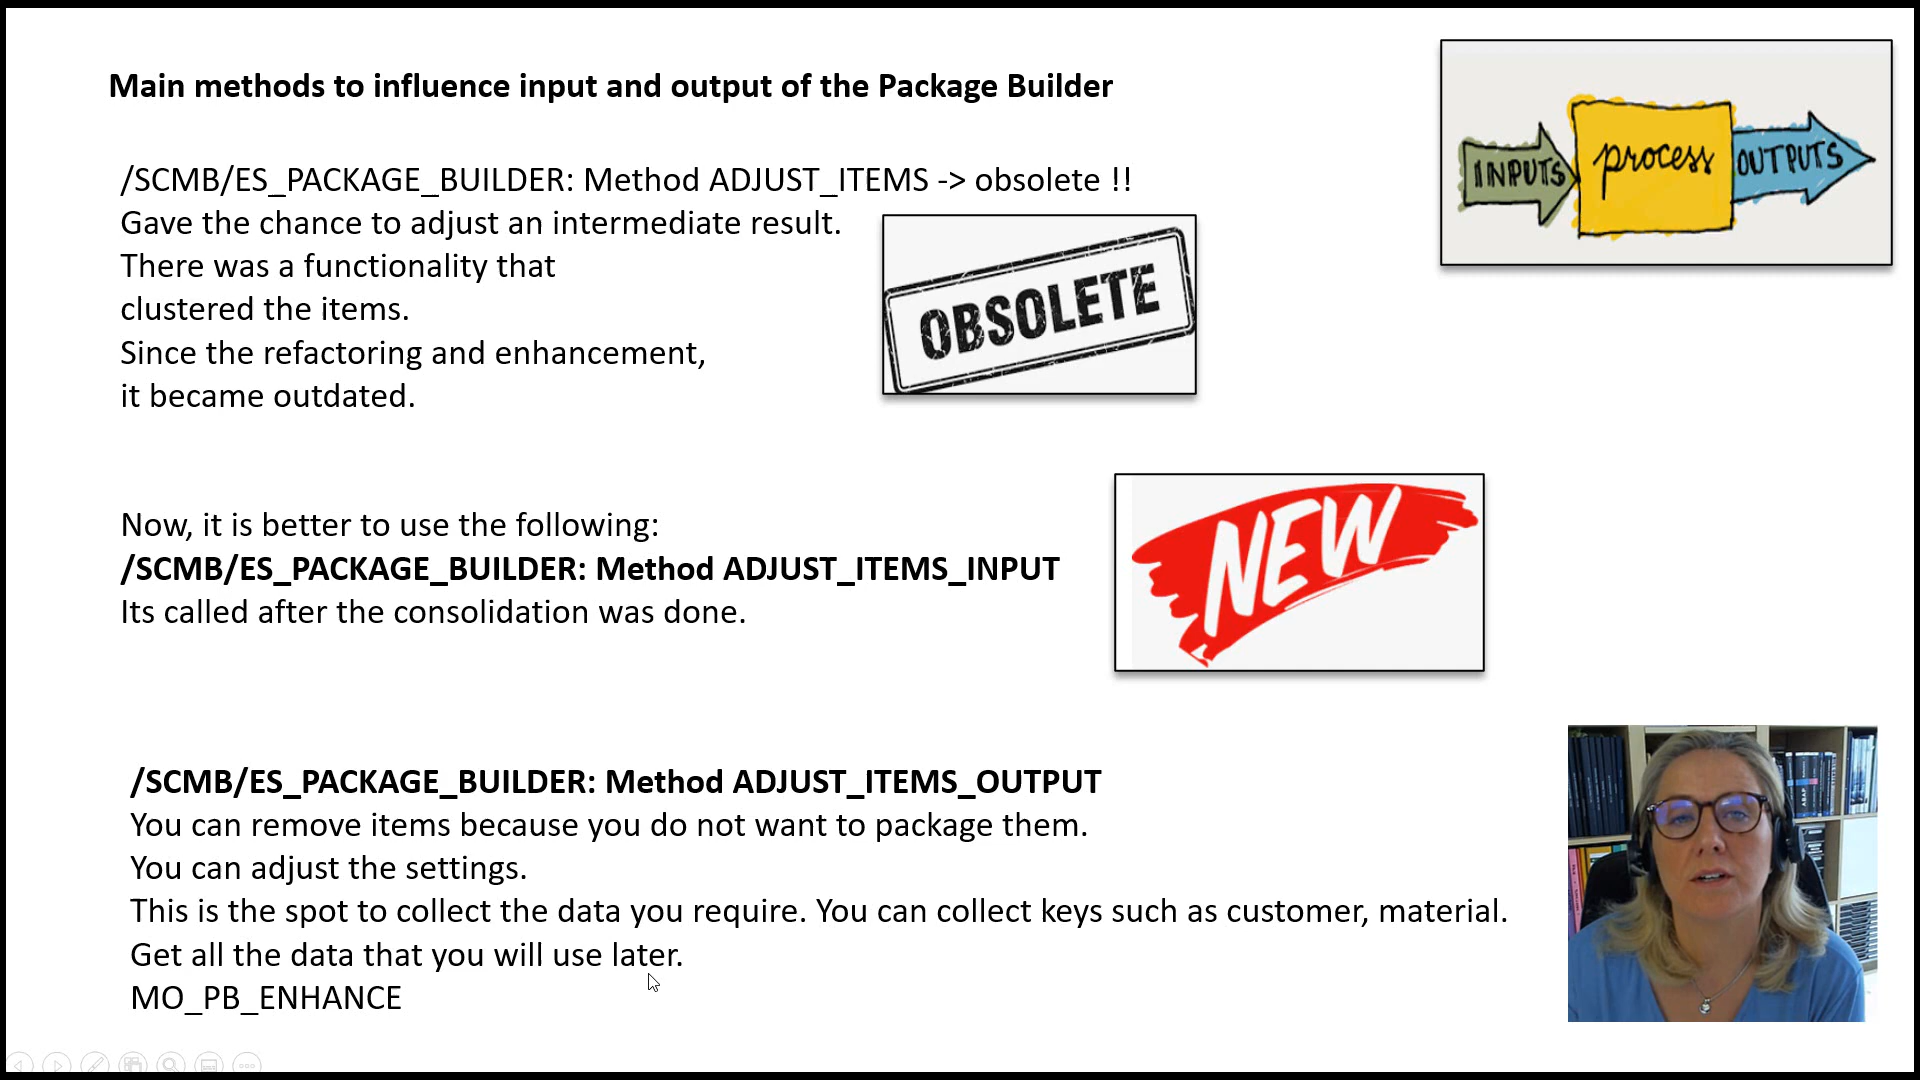 Main methods to influence input and output of the Package Builder
INPUTS
process
OUTPUTS
/SCMB/ES_PACKAGE_BUILDER: Method ADJUST_ITEMS -> obsolete !!
Gave the chance to adjust an intermediate result.
There was a functionality that
clustered the items.
Since the refactoring and enhancement,
it became outdated.
OBSOLETE
Now, it is better to use the following:
/SCMB/ES_PACKAGE_BUILDER: Method ADJUST_ITEMS_INPUT
Its called after the consolidation was done.
NEW
/SCMB/ES_PACKAGE_BUILDER: Method ADJUST_ITEMS_OUTPUT
You can remove items because you do not want to package them.
You can adjust the settings.
This is the spot to collect the data you require. You can collect keys such as customer, material.
Get all the data that you will use later.
MO_PB_ENHANCE
ABAP